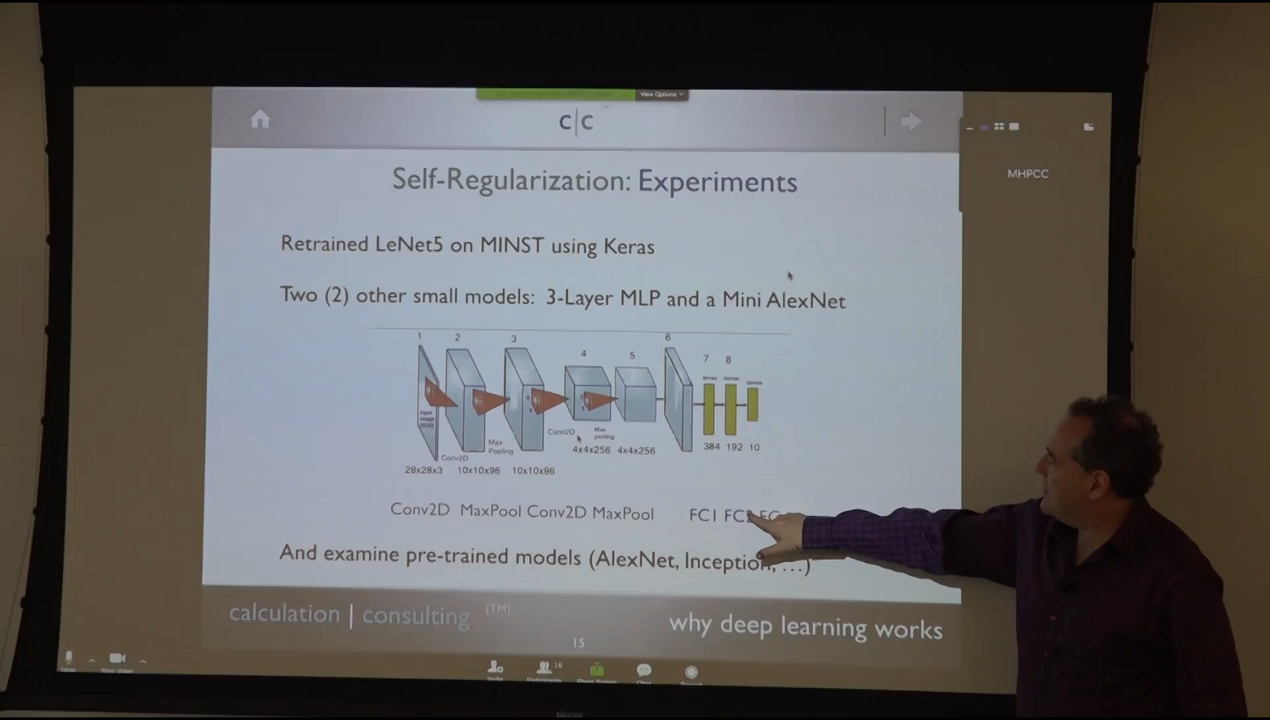 View Options
C|C
MHPCC
Self-Regularization: Experiments
Retrained LeNet5 on MINST using Keras
Two (2) other small models: 3-Layer MLP and a Mini AlexNet
1 2 3 4 5 6 7 8
Conv2D
Max
Pooling
Conv2D
Max
pooling
28x28x3 10x10x96 10x10x96 4x4x256 4x4x256 384 192 10
Conv2D MaxPool Conv2D MaxPool FC1
And examine pre-trained models (AlexNet, Inception, …)
calculation | consulting (TM) why deep learning works
15
16